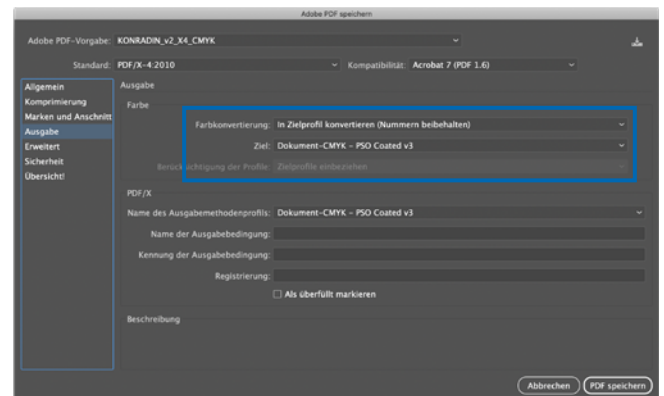 Adobe PDF speichern
Adobe PDF-Vorgabe: KONRADIN_v2_X4_CMYK
Standard: PDF/X-4:2010 Kompatibilität: Acrobat 7 (PDF 1.6)
Allgemein
Komprimierung
Marken und Anschnitt
Ausgabe
Erweitert
Sicherheit
Übersicht!
Ausgabe
Farbe
Farbkonvertierung: In Zielprofil konvertieren (Nummern beibehalten)
Ziel: Dokument-CMYK – PSO Coated v3
Berücksichtigung der Profile: Zielprofile einbeziehen
PDF/X
Name des Ausgabemethodenprofils: Dokument-CMYK – PSO Coated v3
Name der Ausgabebedingung:
Kennung der Ausgabebedingung:
Registrierung:
Als überfüllt markieren
Beschreibung
Abbrechen PDF speichern